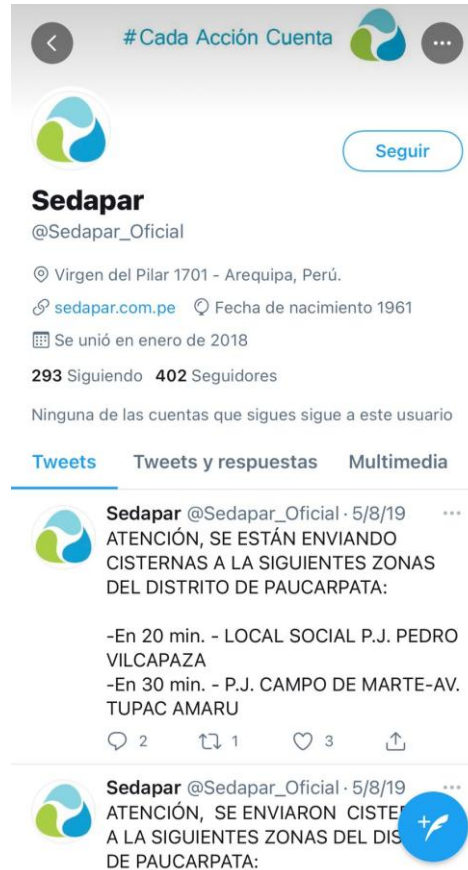 #Cada Acción Cuenta
Seguir
Sedapar
@Sedapar_Oficial
Virgen del Pilar 1701 - Arequipa, Perú.
sedapar.com.pe Fecha de nacimiento 1961
Se unió en enero de 2018
293 Siguiendo 402 Seguidores
Ninguna de las cuentas que sigues sigue a este usuario
Tweets Tweets y respuestas Multimedia
Sedapar @Sedapar_Oficial · 5/8/19
ATENCIÓN, SE ESTÁN ENVIANDO
CISTERNAS A LA SIGUIENTES ZONAS
DEL DISTRITO DE PAUCARPATA:
-En 20 min. - LOCAL SOCIAL P.J. PEDRO
VILCAPAZA
-En 30 min. - P.J. CAMPO DE MARTE-AV.
TUPAC AMARU
2 1 3
Sedapar @Sedapar_Oficial · 5/8/19
ATENCIÓN, SE ENVIARON
A LA SIGUIENTES ZONAS DEL
DE PAUCARPATA: